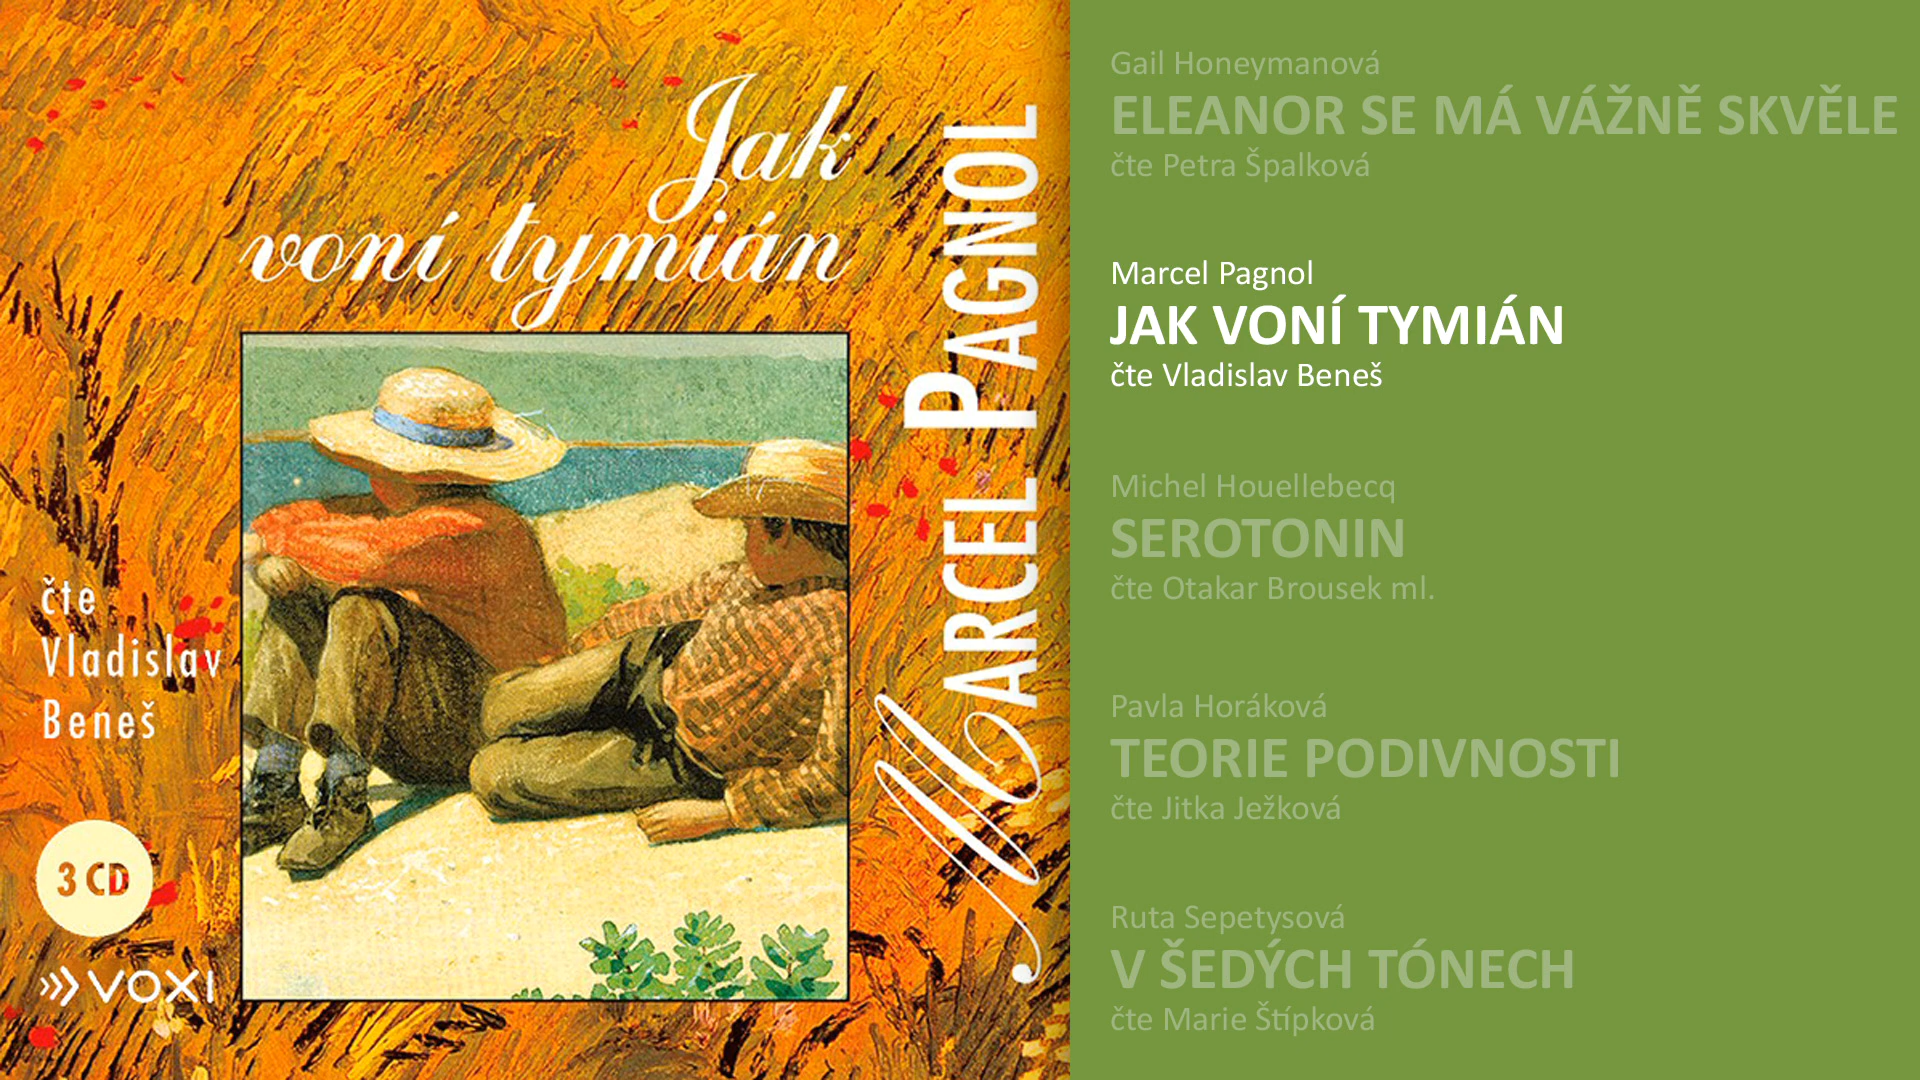 Jak
voní tymián
MARCEL PAGNOL
čte
Vladislav
Beneš
3 CD
VOXI
Gail Honeymanová
ELEANOR SE MÁ VÁŽNĚ SKVĚLE
čte Petra Špalková
Marcel Pagnol
JAK VONÍ TYMIÁN
čte Vladislav Beneš
Michel Houellebecq
SEROTONIN
čte Otakar Brousek ml.
Pavla Horáková
TEORIE PODIVNOSTI
čte Jitka Ježková
Ruta Sepetysová
V ŠEDÝCH TÓNECH
čte Marie Štípková